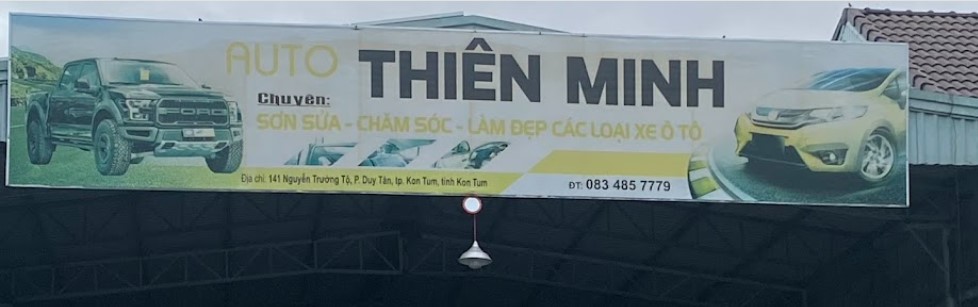 AUTO THIÊN MINH
Chuyên:
SƠN SỬA - CHĂM SÓC - LÀM ĐẸP CÁC LOẠI XE Ô TÔ
Địa chỉ: 141 Nguyễn Trường Tộ, P. Duy Tân, tp. Kon Tum, tỉnh Kon Tum
ĐT: 083 485 7779